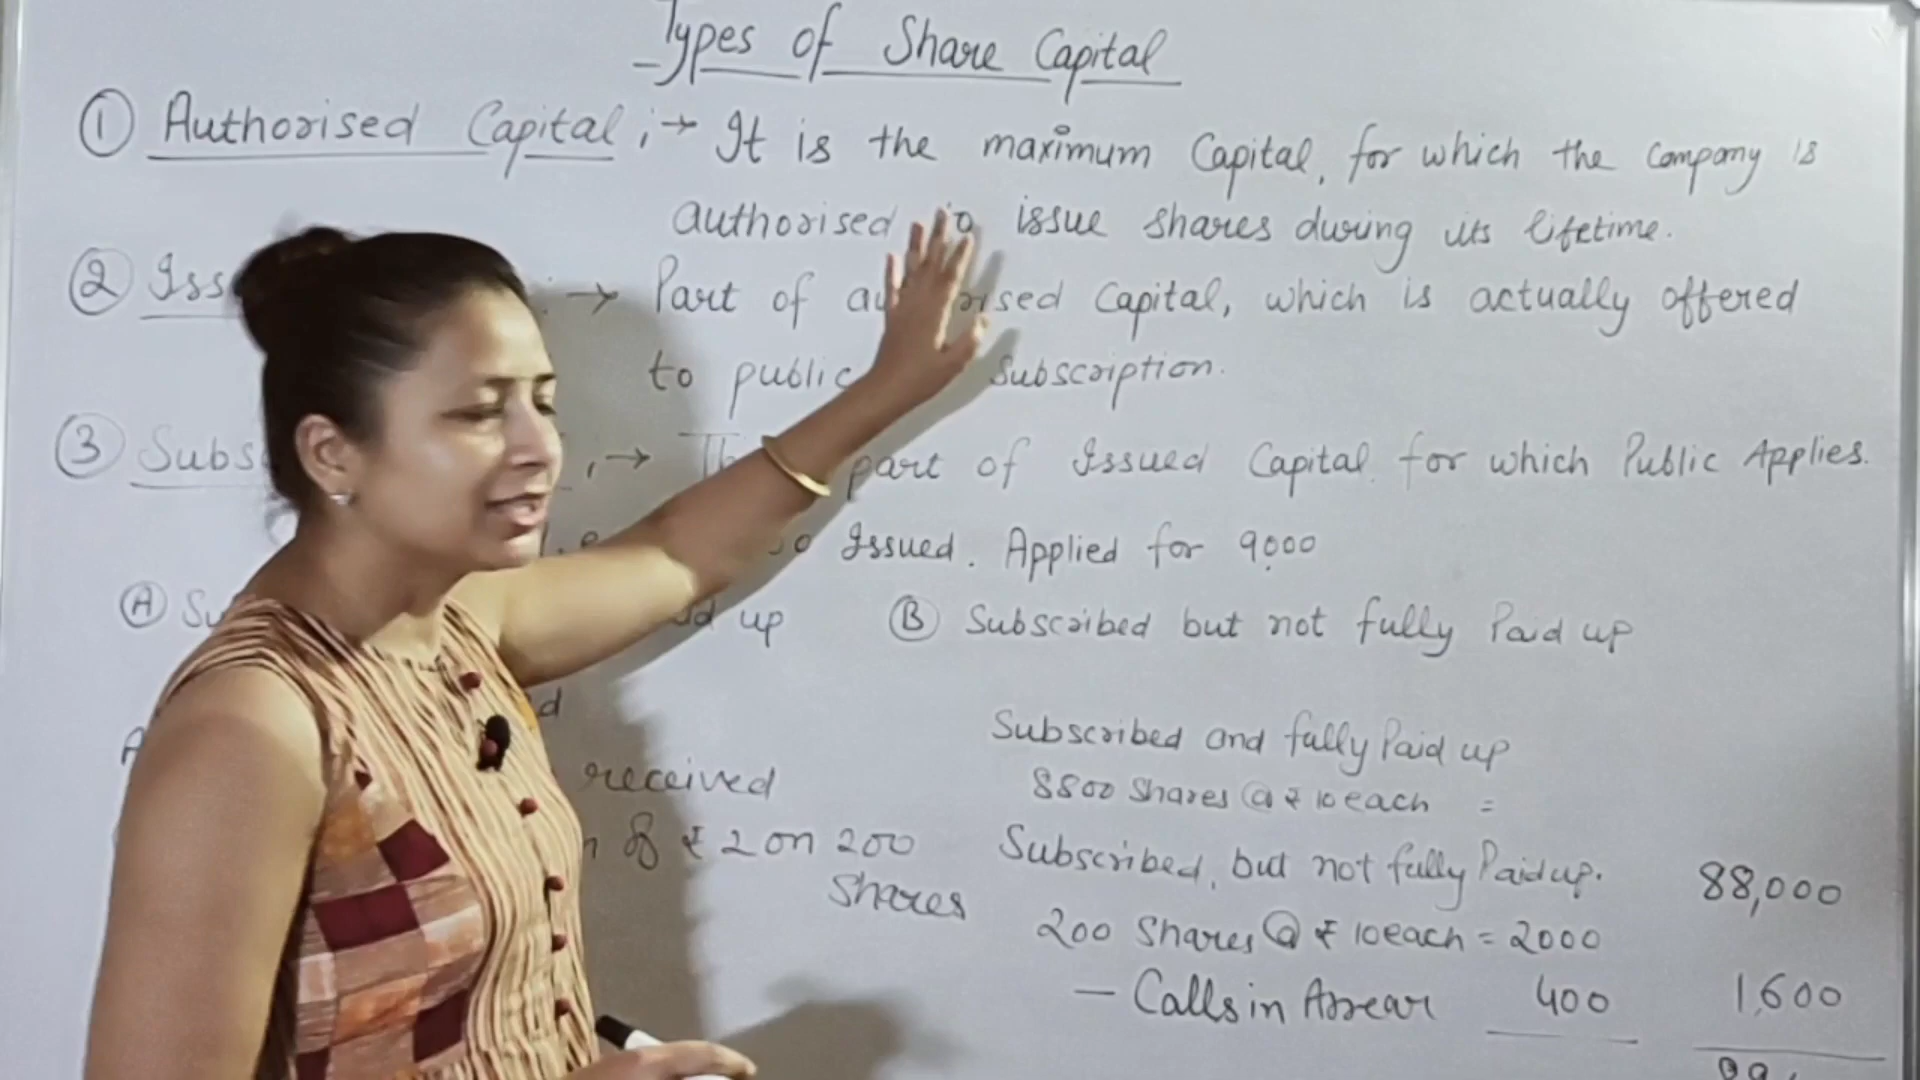 Types of Share Capital
① Authorised Capital :→ It is the maximum Capital, for which the Company is
authorised to issue shares during its lifetime.
② Iss : → Part of authorised Capital, which is actually offered
to public Subscription.
③ Subs :→ part of Issued Capital for which Public Applies.
Issued. Applied for 9000
Ⓐ up Ⓑ Subscribed but not fully Paid up
Subscribed and fully Paid up
received 8800 Shares @ ₹ 10 each =
of ₹ 2 on 200 Subscribed, but not fully Paid up. 88,000
Shares 200 Shares @ ₹ 10 each = 2000
— Calls in Arrear 400 1,600